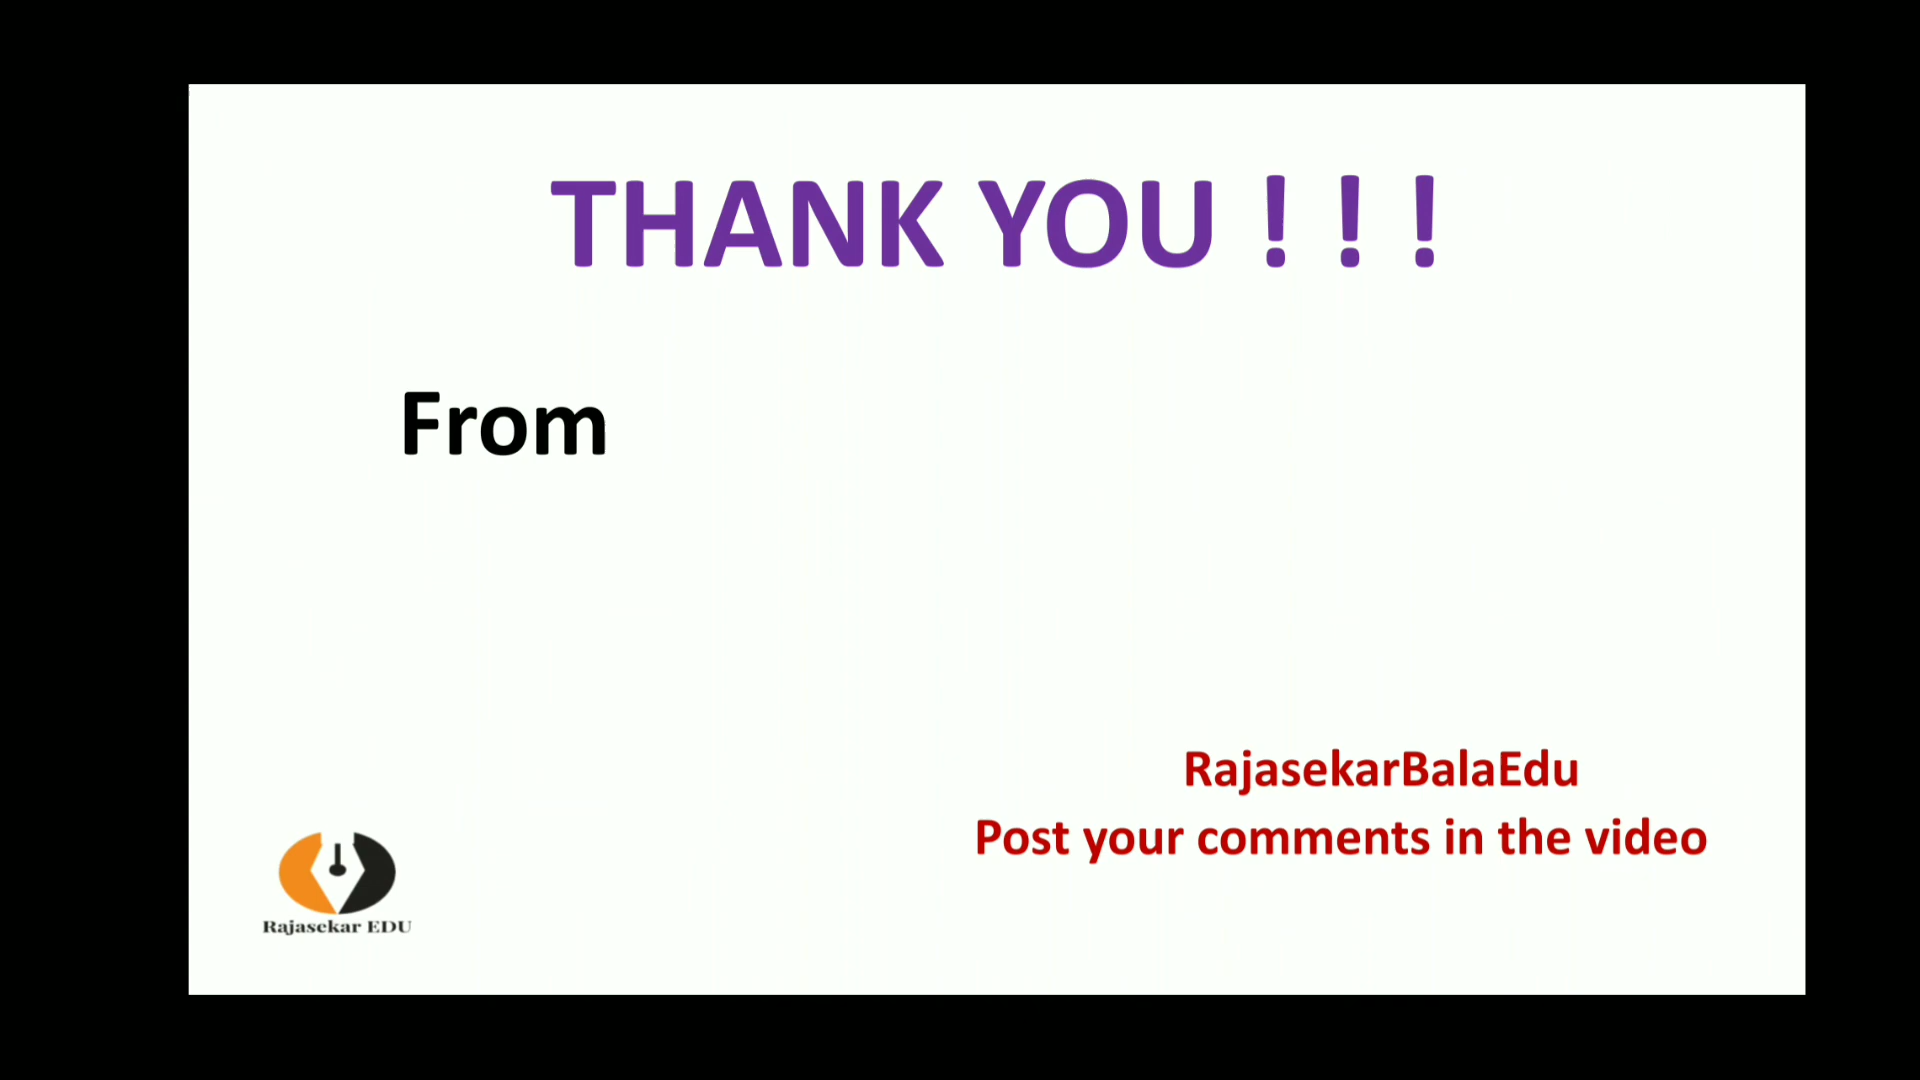 THANK YOU ! ! !
From
RajasekarBalaEdu
Post your comments in the video
Rajasekar EDU